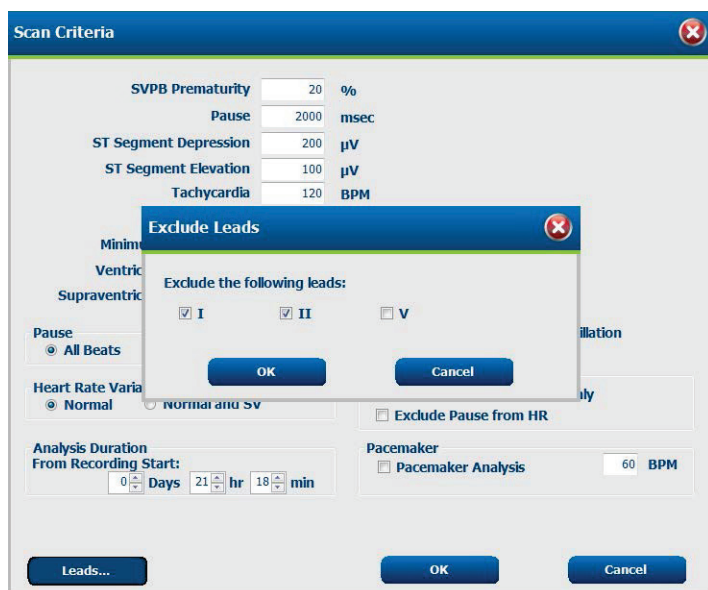 Scan Criteria
SVPB Prematurity 20 %
Pause 2000 msec
ST Segment Depression 200 µV
ST Segment Elevation 100 µV
Tachycardia 120 BPM
Exclude Leads
Exclude the following leads:
I II V
OK Cancel
Pause
All Beats
Heart Rate
Normal Normal and SV
Exclude Pause from HR
Analysis Duration
From Recording Start:
0 Days 21 hr 18 min
Pacemaker
Pacemaker Analysis 60 BPM
Leads...
OK Cancel